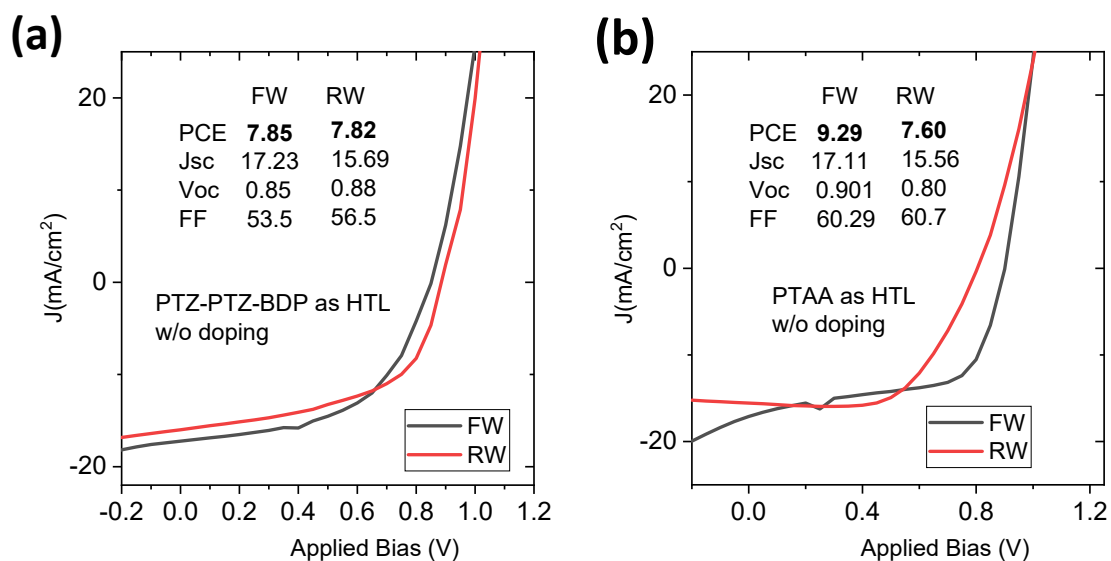 (a)
FW RW
PCE 7.85 7.82
Jsc 17.23 15.69
Voc 0.85 0.88
FF 53.5 56.5
PTZ-PTZ-BDP as HTL
w/o doping
FW
RW
J(mA/cm²)
20
0
-20
-0.2 0.0 0.2 0.4 0.6 0.8 1.0 1.2
Applied Bias (V)
(b)
FW RW
PCE 9.29 7.60
Jsc 17.11 15.56
Voc 0.901 0.80
FF 60.29 60.7
PTAA as HTL
w/o doping
FW
RW
J(mA/cm²)
20
0
-20
0.0 0.4 0.8 1.2
Applied Bias (V)